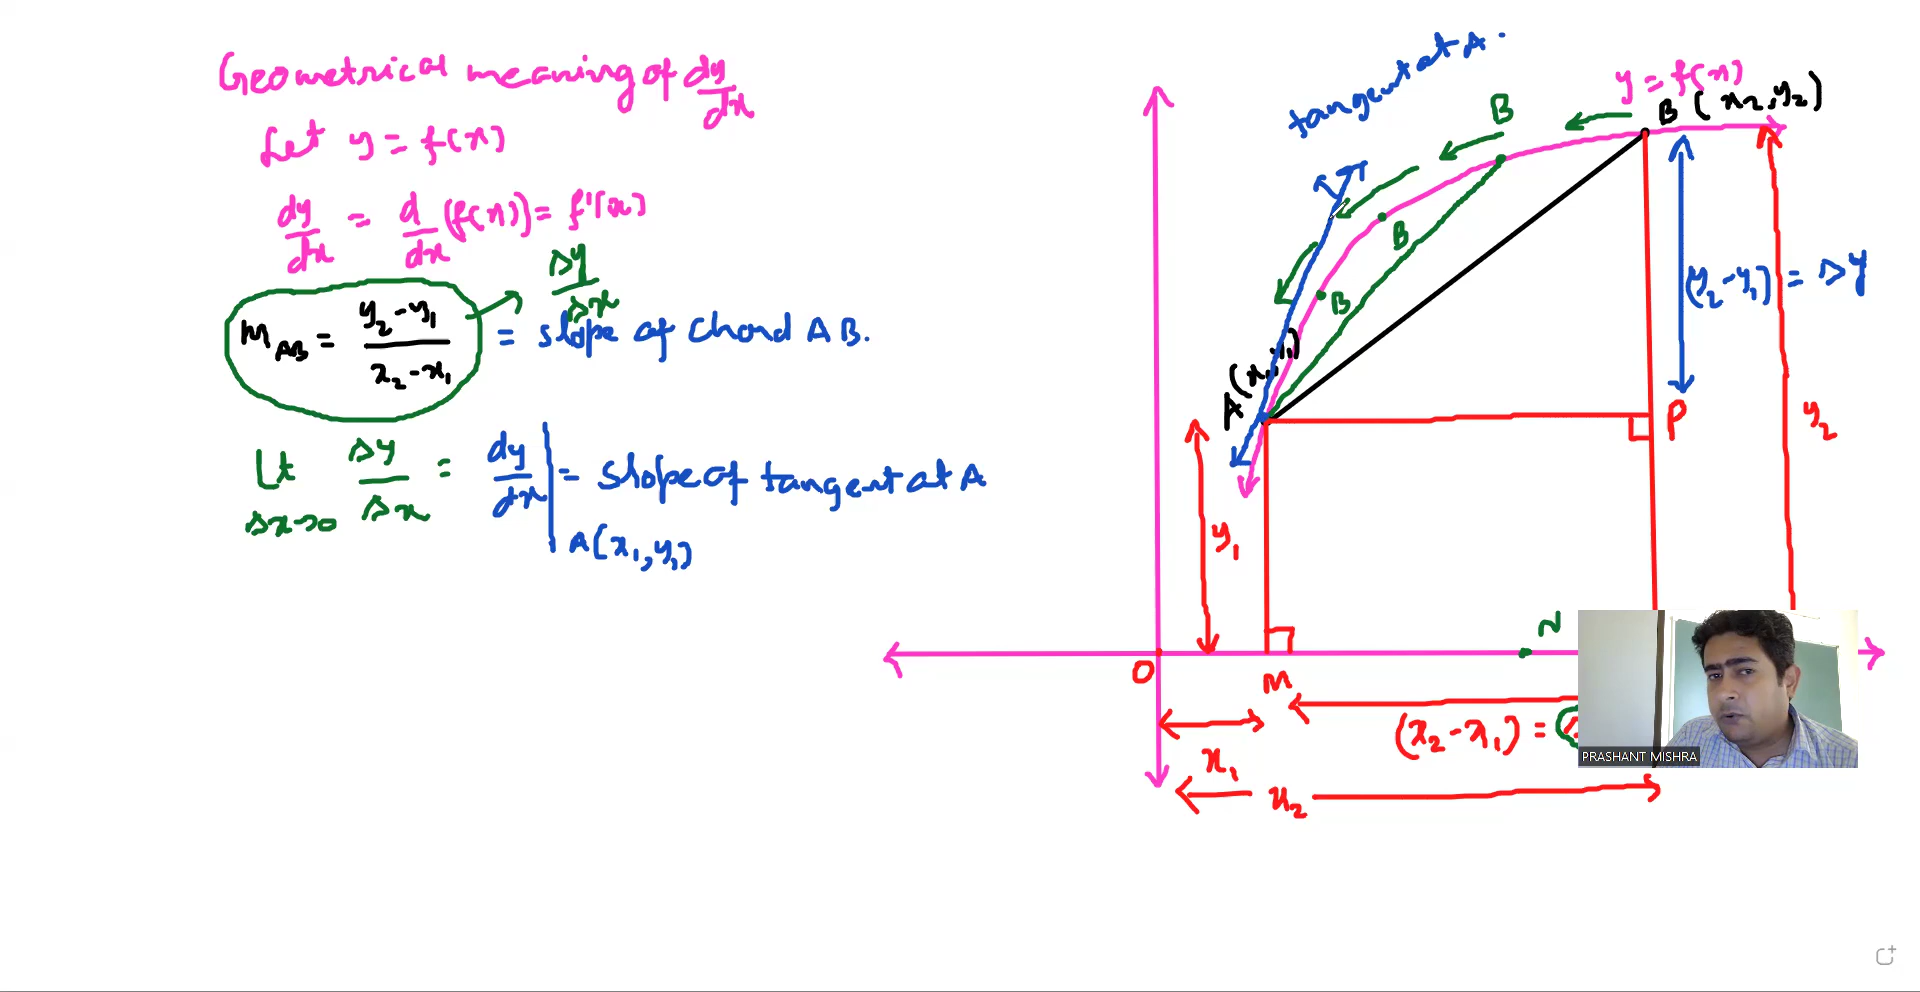 Geometrical meaning of dy/dx
Let y = f(x)
dy/dx = d/dx (f(x)) = f'(x)
Δy/Δx
M AB = y₂-y₁/x₂-x₁ = slope of chord AB.
Lt Δx→0 Δy/Δx = dy/dx | A(x₁,y₁) = slope of tangent at A
tangent at A.
y = f(x)
B (x₂,y₂)
B
B
B
(y₂-y₁) = Δy
A(x₁,y₁)
P
y₂
y₁
N
O
M
(x₂-x₁) =
x₁
x₂
PRASHANT MISHRA